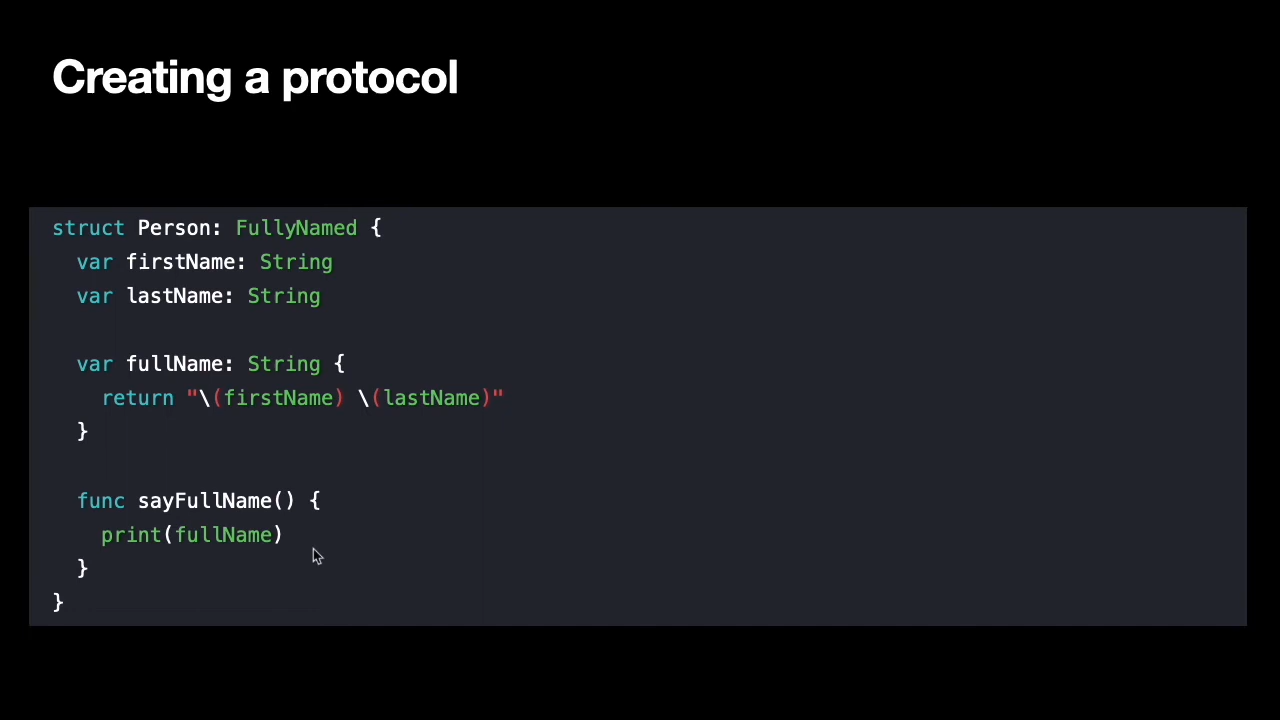 Creating a protocol
struct Person: FullyNamed {
  var firstName: String
  var lastName: String

  var fullName: String {
    return "\(firstName) \(lastName)"
  }

  func sayFullName() {
    print(fullName)
  }
}